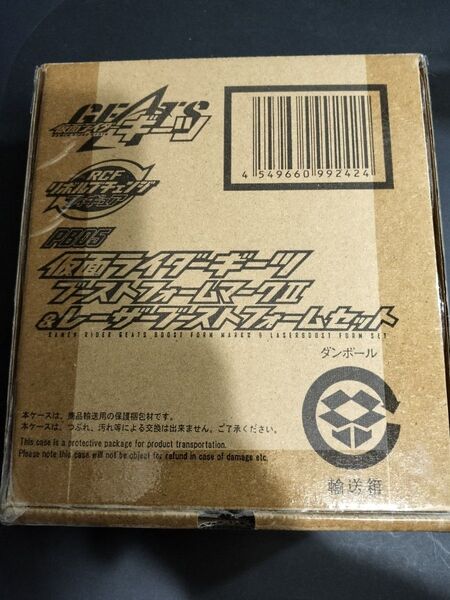 GEATS
仮面ライダー
ギーツ
4 549660 992424
RCF
リボルブチェンジ
フィギュア
PB05
仮面ライダーギーツ
ブーストフォームマークII
&レーザーブーストフォームセット
KAMEN RIDER GEATS BOOST FORM MARK2 & LASERBOOST FORM SET
ダンボール
本ケースは、商品輸送用の保護梱包材です。
本ケースは、つぶれ、汚れ等による交換は出来ません。ご了承ください。
This case is a protective package for product transportation.
Please note this case will not be object for refund in case of damage etc.
輸送箱